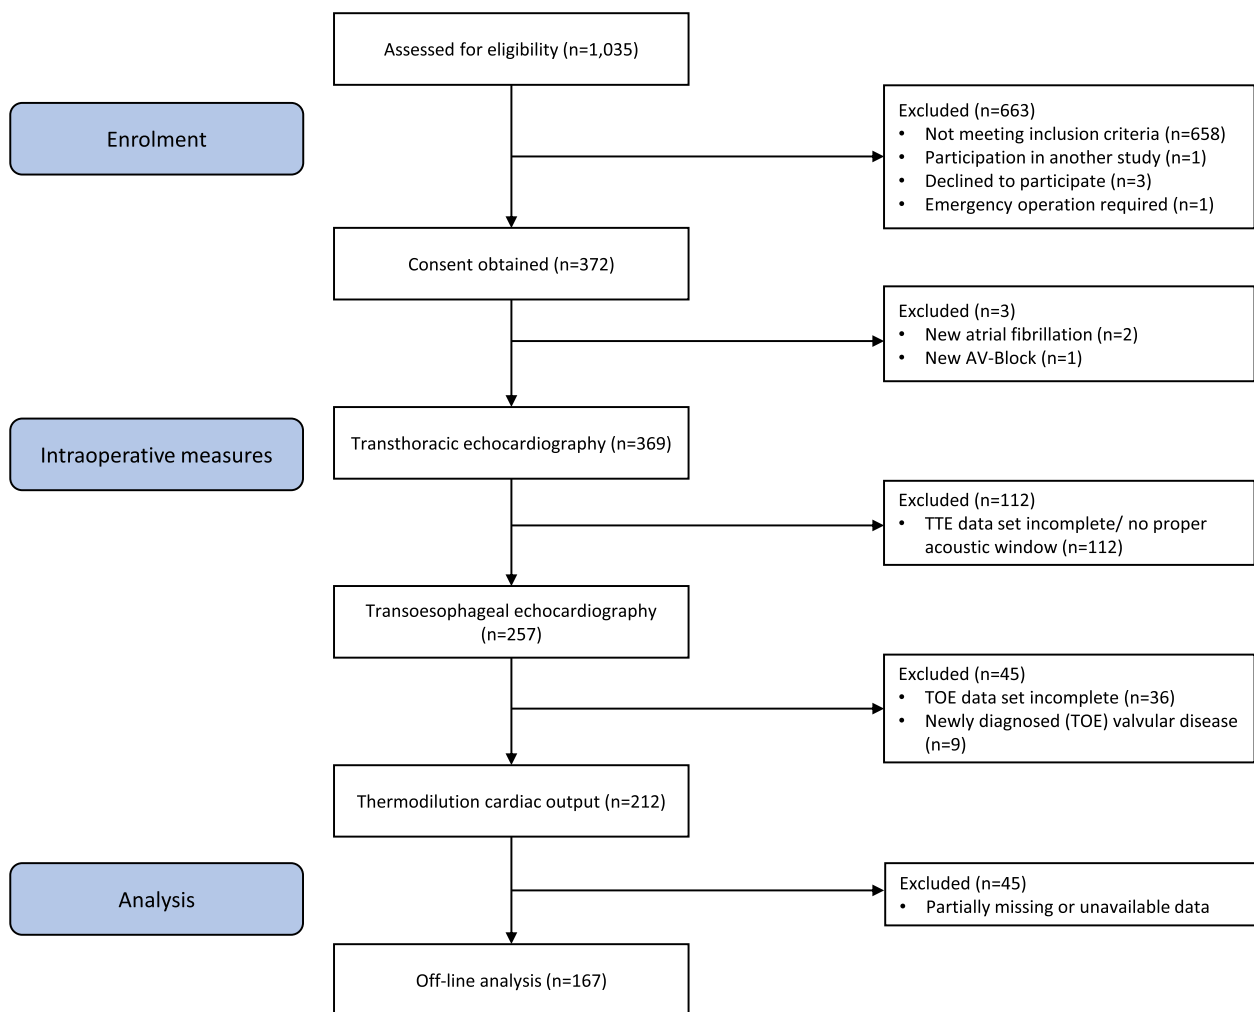 Assessed for eligibility (n=1,035)
Enrolment
Excluded (n=663)
• Not meeting inclusion criteria (n=658)
• Participation in another study (n=1)
• Declined to participate (n=3)
• Emergency operation required (n=1)
Consent obtained (n=372)
Excluded (n=3)
• New atrial fibrillation (n=2)
• New AV-Block (n=1)
Transthoracic echocardiography (n=369)
Intraoperative measures
Excluded (n=112)
• TTE data set incomplete/ no proper
acoustic window (n=112)
Transoesophageal echocardiography
(n=257)
Excluded (n=45)
• TOE data set incomplete (n=36)
• Newly diagnosed (TOE) valvular disease
(n=9)
Thermodilution cardiac output (n=212)
Analysis
Excluded (n=45)
• Partially missing or unavailable data
Off-line analysis (n=167)